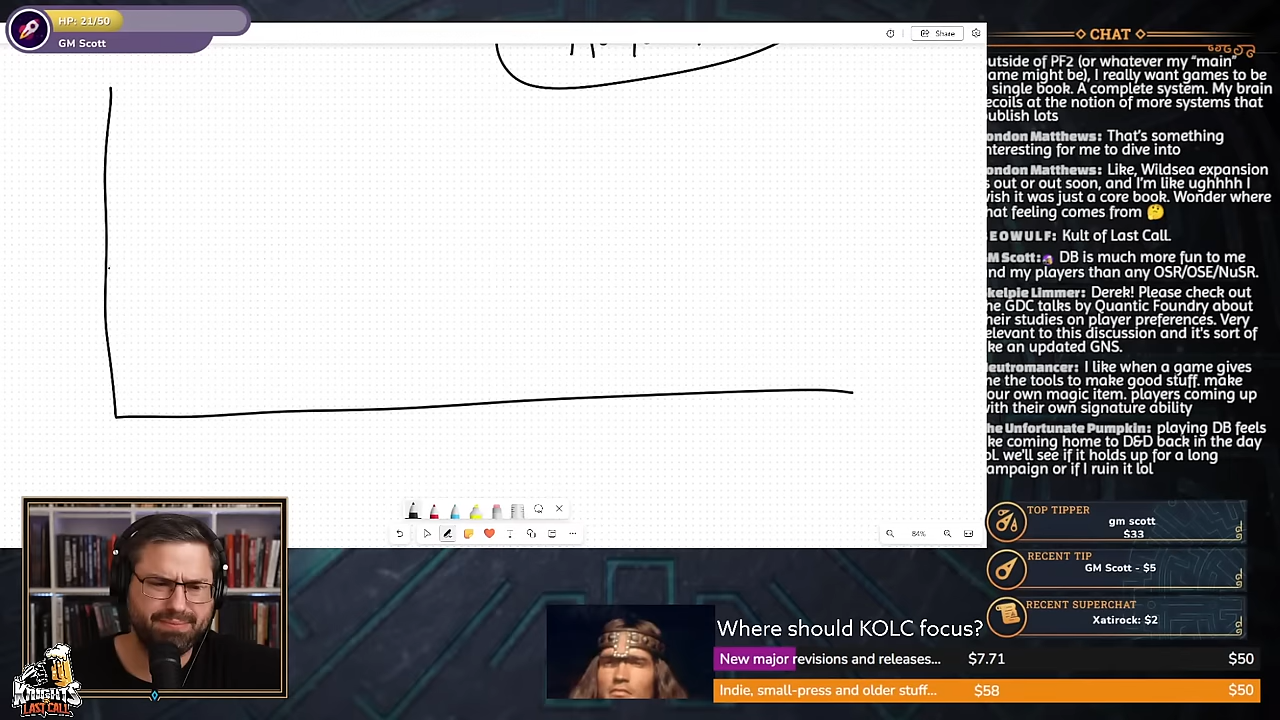 HP: 21/50
GM Scott
Share
CHAT
utside of PF2 (or whatever my "main"
ame might be), I really want games to be
single book. A complete system. My brain
ecoils at the notion of more systems that
ublish lots
ondon Matthews: That's something
nteresting for me to dive into
ondon Matthews: Like, Wildsea expansion
s out or out soon, and I'm like ughhhh I
ish it was just a core book. Wonder where
hat feeling comes from 🤔
EOWULF: Kult of Last Call.
M Scott: DB is much more fun to me
nd my players than any OSR/OSE/NuSR.
kelpie Limmer: Derek! Please check out
he GDC talks by Quantic Foundry about
heir studies on player preferences. Very
elevant to this discussion and it's sort of
ke an updated GNS.
eutromancer: I like when a game gives
me the tools to make good stuff. make
our own magic item. players coming up
with their own signature ability
he Unfortunate Pumpkin: playing DB feels
ke coming home to D&D back in the day
ol. we'll see if it holds up for a long
ampaign or if I ruin it lol
84%
TOP TIPPER
gm scott
$33
RECENT TIP
GM Scott - $5
RECENT SUPERCHAT
Xatirock: $2
Where should KOLC focus?
New major revisions and releases... $7.71 $50
Indie, small-press and older stuff... $58 $50
KNIGHTS
LAST CALL